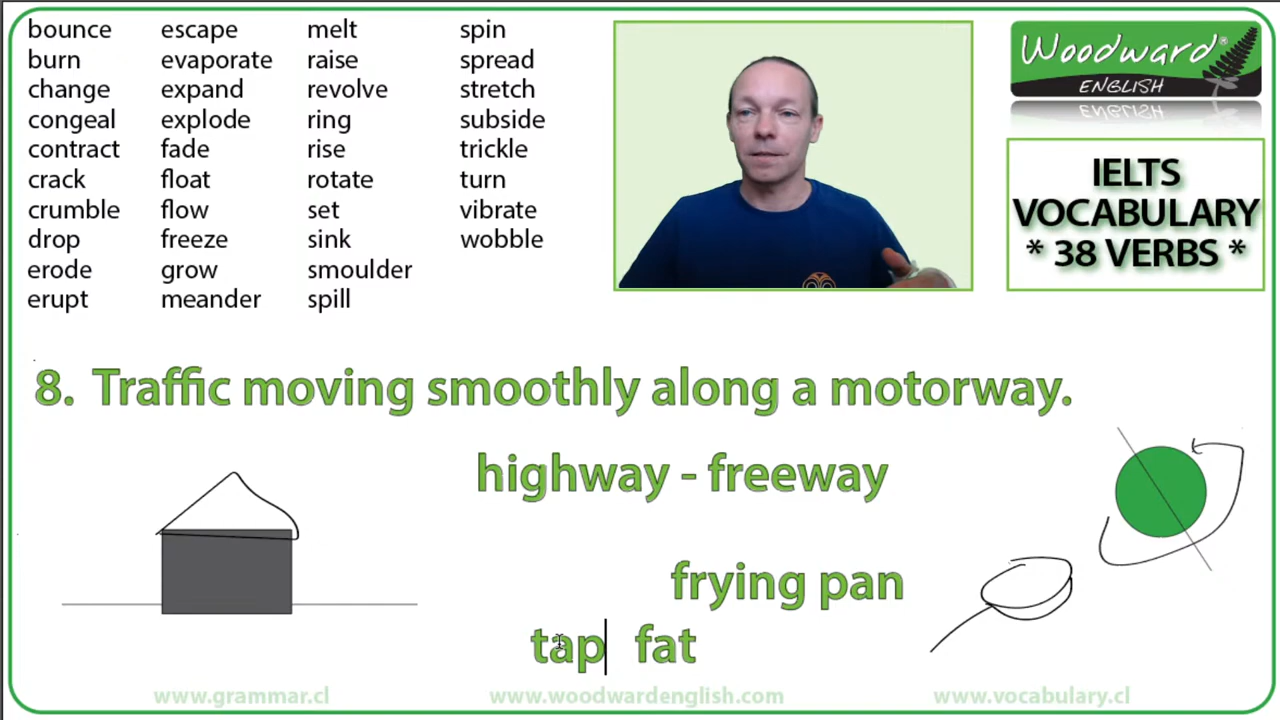 bounce escape melt spin
burn evaporate raise spread
change expand revolve stretch
congeal explode ring subside
contract fade rise trickle
crack float rotate turn
crumble flow set vibrate
drop freeze sink wobble
erode grow smoulder
erupt meander spill
Woodward®
ENGLISH
IELTS
VOCABULARY
* 38 VERBS *
8. Traffic moving smoothly along a motorway.
highway - freeway
frying pan
tap fat
www.grammar.cl www.woodwardenglish.com www.vocabulary.cl